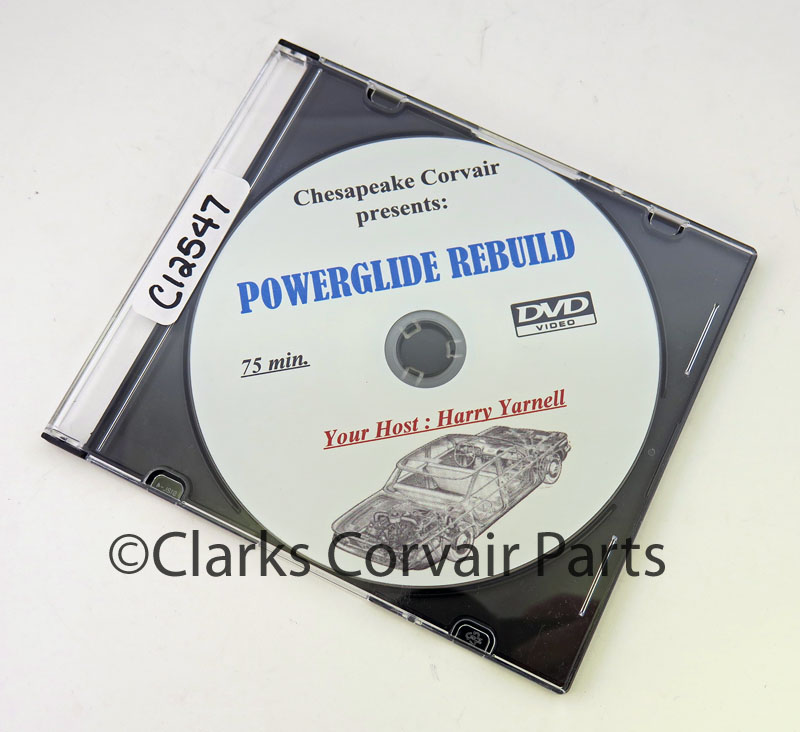 Chesapeake Corvair
presents:
POWERGLIDE REBUILD
DVD
VIDEO
75 min.
Your Host : Harry Yarnell
C12547
©Clarks Corvair Parts